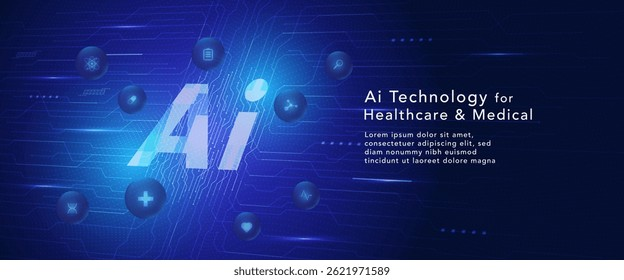 Ai
Ai Technology for
Healthcare & Medical
Lorem ipsum dolor sit amet,
consectetuer adipiscing elit, sed
diam nonummy nibh euismod
tincidunt ut laoreet dolore magna
shutterstock.com · 2621971589